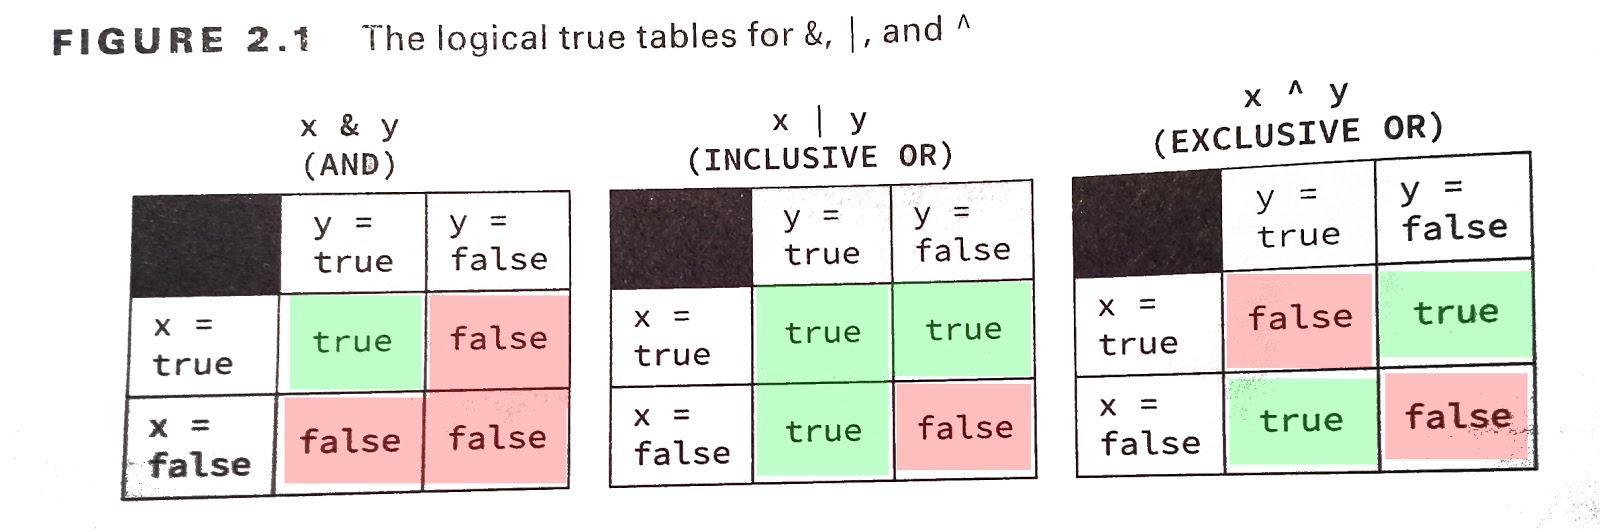 FIGURE 2.1 The logical true tables for &, |, and ^
x & y
(AND)
y = true
y = false
x = true
true
false
x = false
false
false
x | y
(INCLUSIVE OR)
y = true
y = false
x = true
true
true
x = false
true
false
x ^ y
(EXCLUSIVE OR)
y = true
y = false
x = true
false
true
x = false
true
false